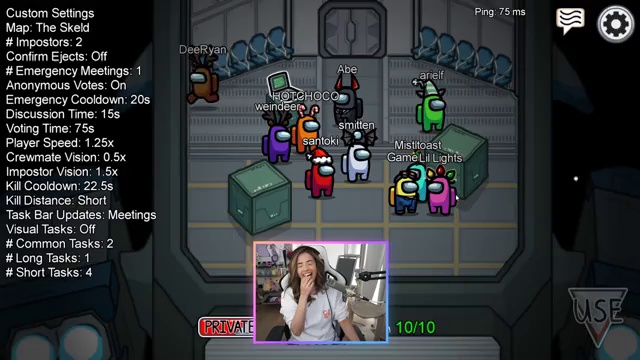 Custom Settings
Map: The Skeld
# Impostors: 2
Confirm Ejects: Off
# Emergency Meetings: 1
Anonymous Votes: On
Emergency Cooldown: 20s
Discussion Time: 15s
Voting Time: 75s
Player Speed: 1.25x
Crewmate Vision: 0.5x
Impostor Vision: 1.5x
Kill Cooldown: 22.5s
Kill Distance: Short
Task Bar Updates: Meetings
Visual Tasks: Off
# Common Tasks: 2
# Long Tasks: 1
# Short Tasks: 4
Ping: 75 ms
DeeRyan
Abe
arielf
HOTCHOCO
weindeer
smitten
santoki
Mistitoast
Game Lil Lights
PRIVATE
10/10
USE